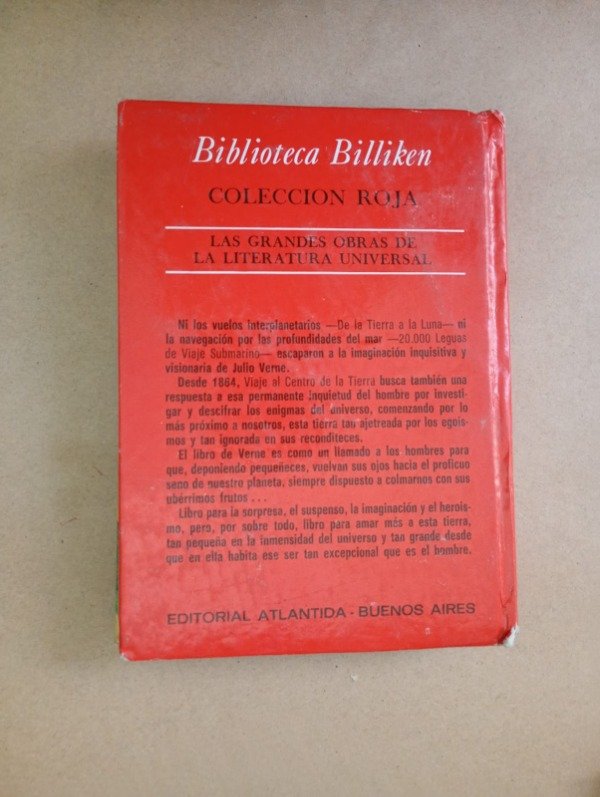 Biblioteca Billiken
COLECCION ROJA
LAS GRANDES OBRAS DE
LA LITERATURA UNIVERSAL
Ni los vuelos interplanetarios —De la Tierra a la Luna— ni
la navegación por las profundidades del mar —20.000 Leguas
de Viaje Submarino— escaparon a la imaginación inquisitiva y
visionaria de Julio Verne.
Desde 1864, Viaje al Centro de la Tierra busca también una
respuesta a esa permanente inquietud del hombre por investi-
gar y descifrar los enigmas del universo, comenzando por lo
más próximo a nosotros, esta tierra tan ajetreada por los egoís-
mos y tan ignorada en sus reconditeces.
El libro de Verne es como un llamado a los hombres para
que, deponiendo pequeñeces, vuelvan sus ojos hacia el proficuo
seno de nuestro planeta, siempre dispuesto a colmarnos con sus
ubérrimos frutos . . .
Libro para la sorpresa, el suspenso, la imaginación y el heroís-
mo, pero, por sobre todo, libro para amar más a esta tierra,
tan pequeña en la inmensidad del universo y tan grande desde
que en ella habita ese ser tan excepcional que es el hombre.
EDITORIAL ATLANTIDA - BUENOS AIRES